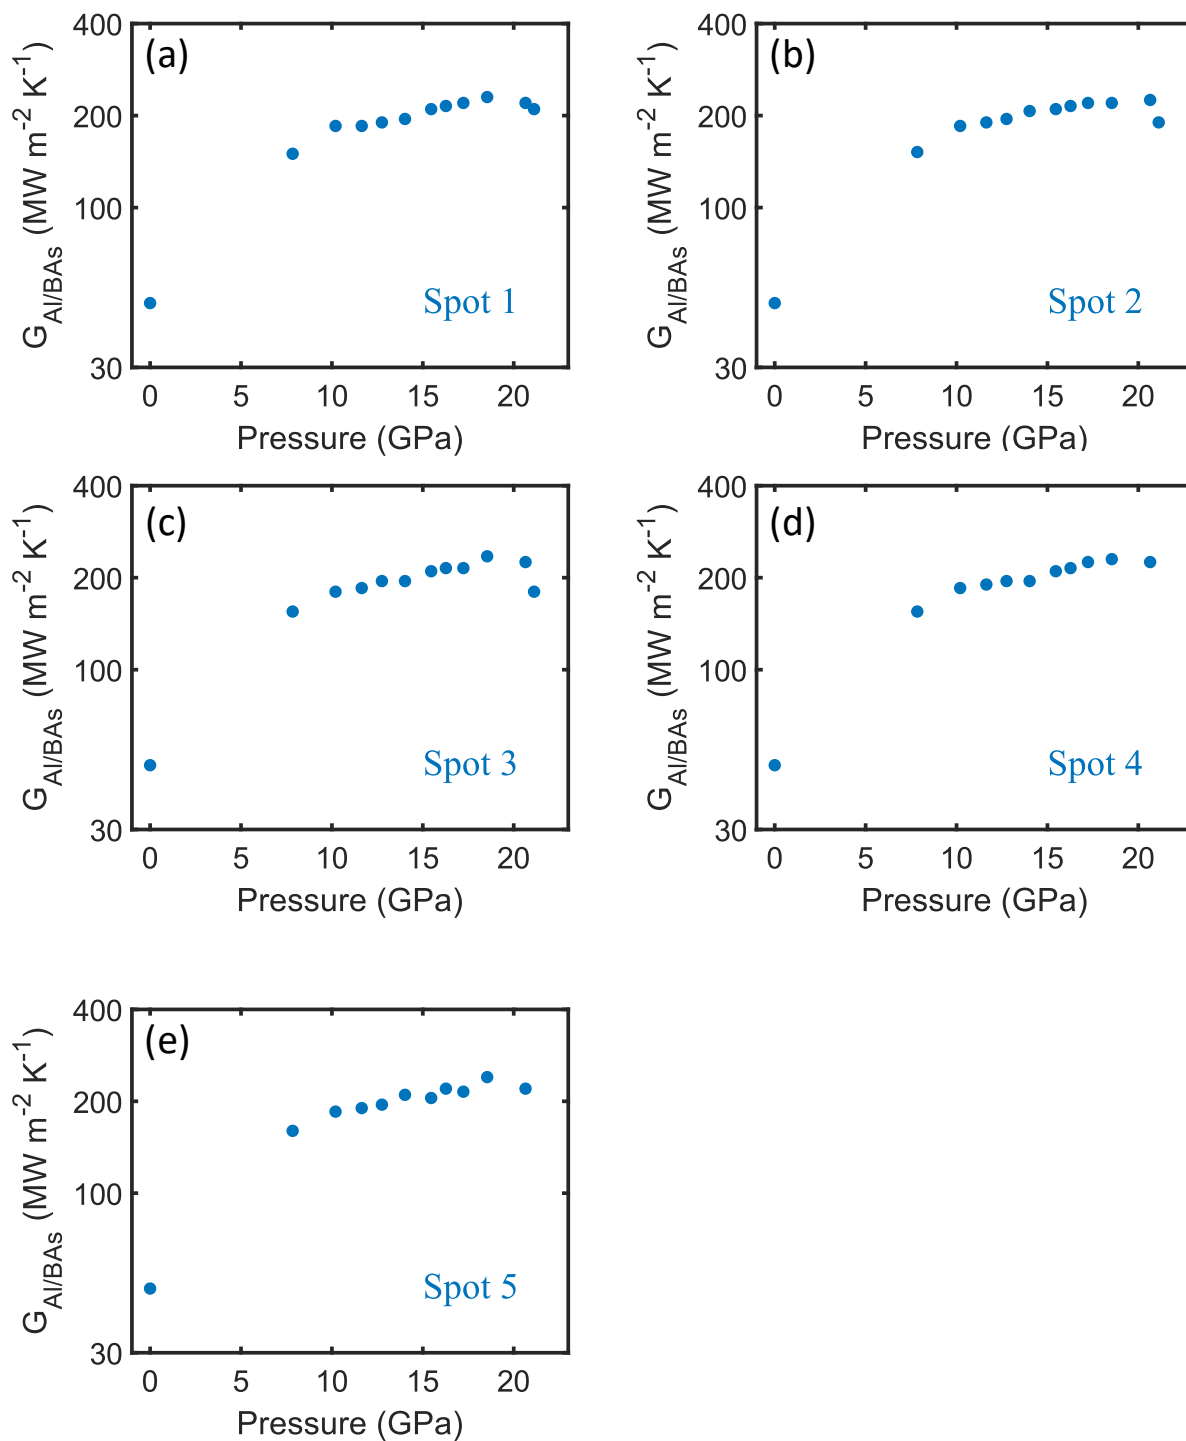 (a)
400
200
100
30
G_Al/BAs (MW m^-2 K^-1)
Spot 1
0 5 10 15 20
Pressure (GPa)
(b)
400
200
100
30
G_Al/BAs (MW m^-2 K^-1)
Spot 2
0 5 10 15 20
Pressure (GPa)
(c)
400
200
100
30
G_Al/BAs (MW m^-2 K^-1)
Spot 3
0 5 10 15 20
Pressure (GPa)
(d)
400
200
100
30
G_Al/BAs (MW m^-2 K^-1)
Spot 4
0 5 10 15 20
Pressure (GPa)
(e)
400
200
100
30
G_Al/BAs (MW m^-2 K^-1)
Spot 5
0 5 10 15 20
Pressure (GPa)